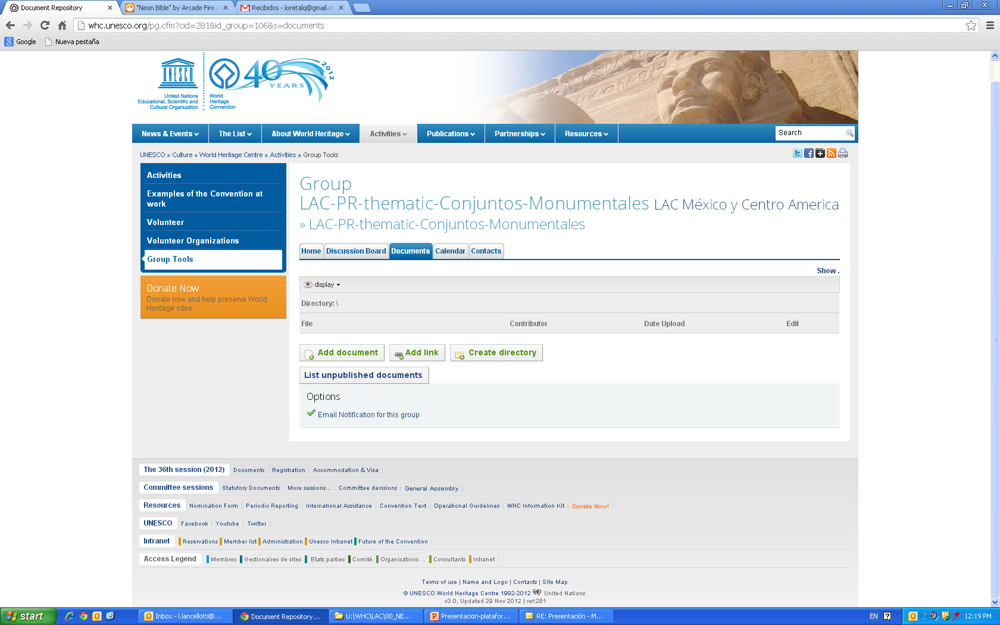 Document Repository
"Neon Bible" by Arcade Fire -
Recibidos - loretalq@gmail.co
whc.unesco.org/pg.cfm?cid=281&id_group=106&s=documents
Google
Nueva pestaña
UNESCO
United Nations
Educational, Scientific and
Cultural Organization
World
Heritage
Convention
40
YEARS
2012
News & Events
The List
About World Heritage
Activities
Publications
Partnerships
Resources
Search
UNESCO » Culture » World Heritage Centre » Activities » Group Tools
Activities
Examples of the Convention at
work
Volunteer
Volunteer Organizations
Group Tools
Donate Now
Donate now and help preserve World
Heritage sites
Group
LAC-PR-thematic-Conjuntos-Monumentales LAC México y Centro America
» LAC-PR-thematic-Conjuntos-Monumentales
Home
Discussion Board
Documents
Calendar
Contacts
Show .
display
Directory: \
File Contributer Date Upload Edit
Add document
Add link
Create directory
List unpublished documents
Options
Email Notification for this group
The 36th session (2012) Documents | Registration | Accommodation & Visa |
Committee sessions Statutory Documents | More sessions... | Committee decisions | General Assembly |
Resources Nomination Form | Periodic Reporting | International Assistance | Convention Text | Operational Guidelines | WHC Information Kit | Donate Now! |
UNESCO Facebook | Youtube | Twitter |
Intranet Reservations Member list Administration Unesco Intranet Future of the Convention |
Access Legend Membres Gestionaires de sites Etats parties Comité Organisations ... Consultants Intranet |
Terms of use | Name and Logo | Contacts | Site Map
© UNESCO World Heritage Centre 1992-2012 United Nations
v3.0, Updated 29 Nov 2012 | ref:281
start
Inbox - l.lancellotti@...
Document Repository...
U:\WHC\LAC\00_NE...
Presentacion-platafor...
RE: Presentación - M...
EN
12:19 PM